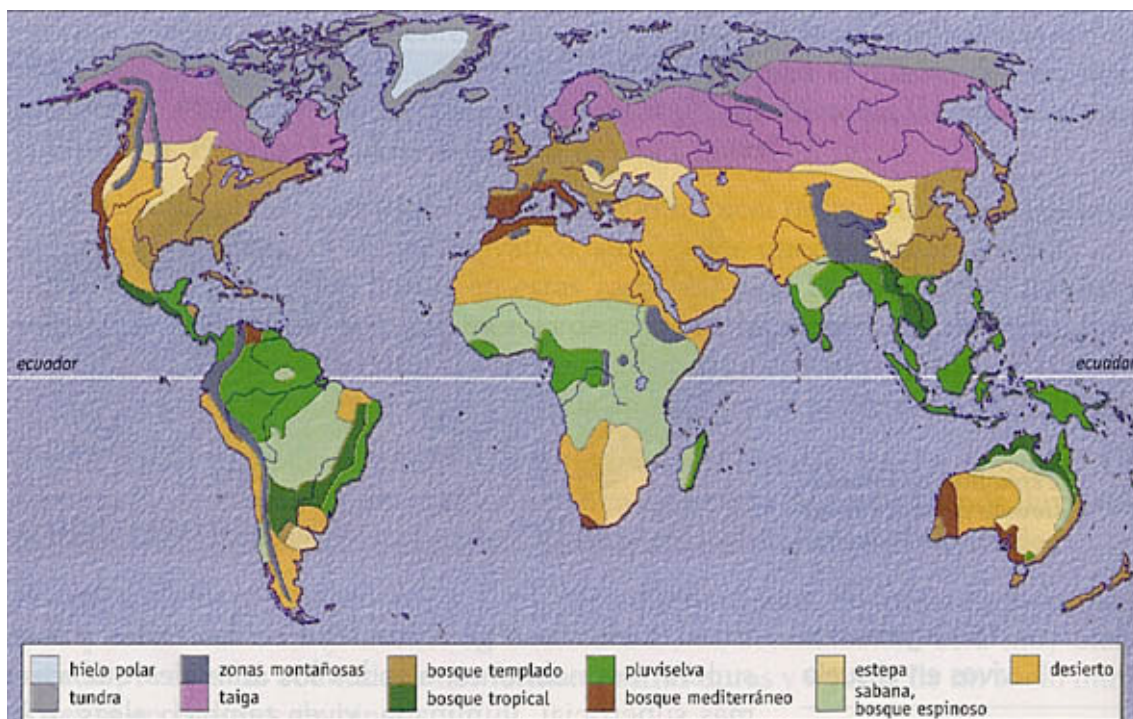 ecuador
ecuador
hielo polar
zonas montañosas
bosque templado
pluviselva
estepa
desierto
tundra
taiga
bosque tropical
bosque mediterráneo
sabana,
bosque espinoso